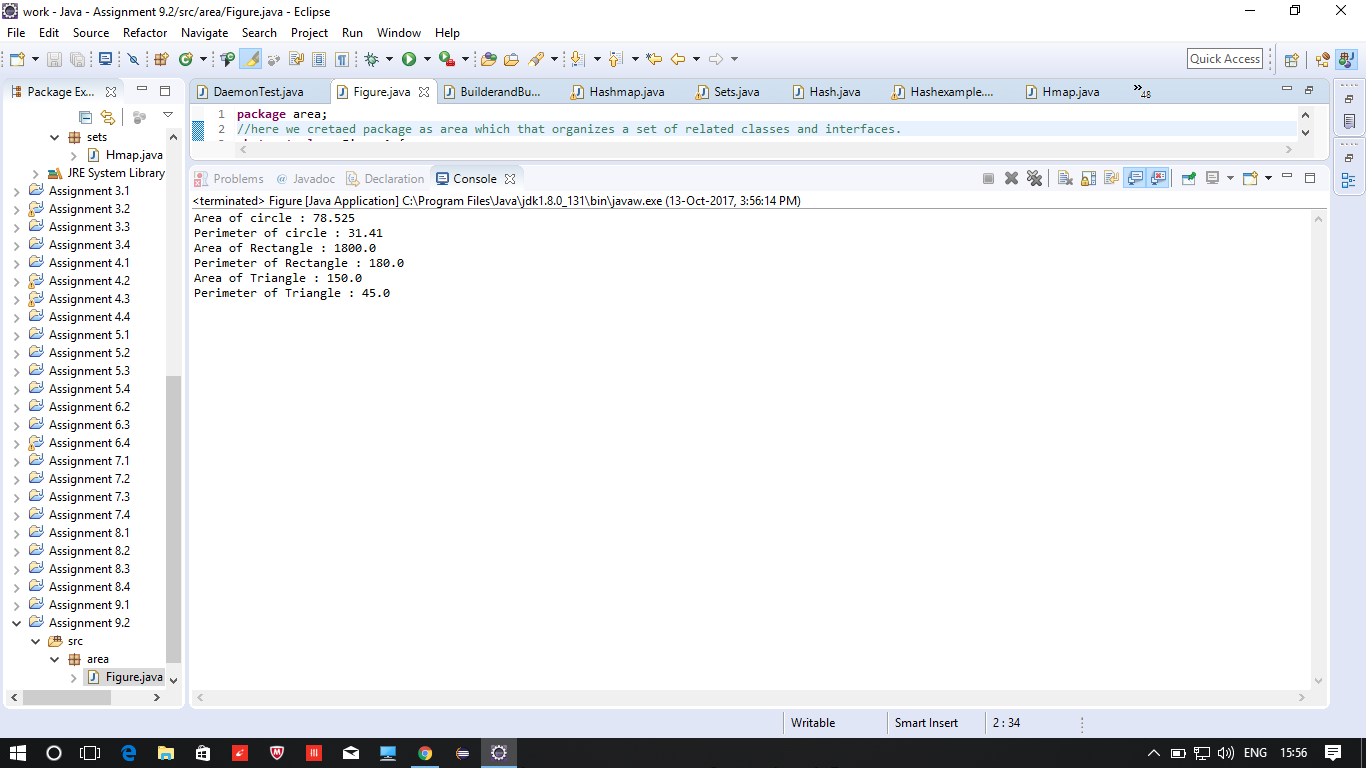 work - Java - Assignment 9.2/src/area/Figure.java - Eclipse
File Edit Source Refactor Navigate Search Project Run Window Help
Quick Access
Package Ex...
sets
Hmap.java
JRE System Library
Assignment 3.1
Assignment 3.2
Assignment 3.3
Assignment 3.4
Assignment 4.1
Assignment 4.2
Assignment 4.3
Assignment 4.4
Assignment 5.1
Assignment 5.2
Assignment 5.3
Assignment 5.4
Assignment 6.2
Assignment 6.3
Assignment 6.4
Assignment 7.1
Assignment 7.2
Assignment 7.3
Assignment 7.4
Assignment 8.1
Assignment 8.2
Assignment 8.3
Assignment 8.4
Assignment 9.1
Assignment 9.2
src
area
Figure.java
DaemonTest.java Figure.java BuilderandBu... Hashmap.java Sets.java Hash.java Hashexample.... Hmap.java »48
1 package area;
2 //here we cretaed package as area which that organizes a set of related classes and interfaces.
Problems @ Javadoc Declaration Console
<terminated> Figure [Java Application] C:\Program Files\Java\jdk1.8.0_131\bin\javaw.exe (13-Oct-2017, 3:56:14 PM)
Area of circle : 78.525
Perimeter of circle : 31.41
Area of Rectangle : 1800.0
Perimeter of Rectangle : 180.0
Area of Triangle : 150.0
Perimeter of Triangle : 45.0
Writable Smart Insert 2 : 34
ENG 15:56